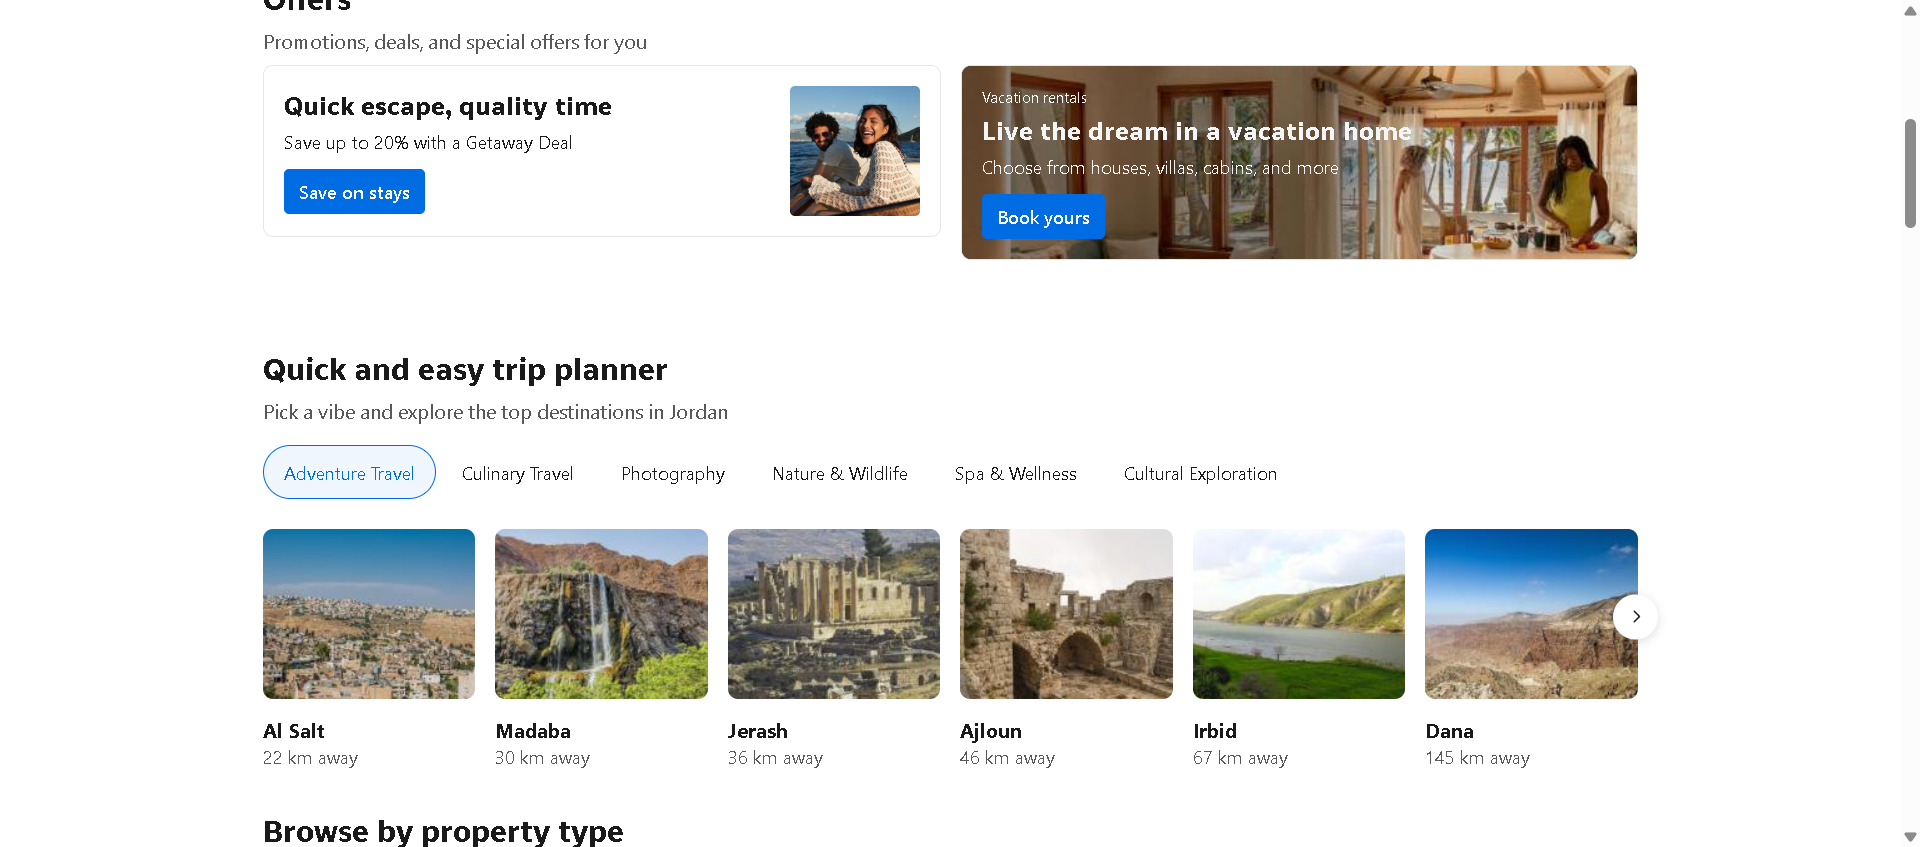 Offers
Promotions, deals, and special offers for you
Quick escape, quality time
Save up to 20% with a Getaway Deal
Save on stays
Vacation rentals
Live the dream in a vacation home
Choose from houses, villas, cabins, and more
Book yours
Quick and easy trip planner
Pick a vibe and explore the top destinations in Jordan
Adventure Travel
Culinary Travel
Photography
Nature & Wildlife
Spa & Wellness
Cultural Exploration
Al Salt
22 km away
Madaba
30 km away
Jerash
36 km away
Ajloun
46 km away
Irbid
67 km away
Dana
145 km away
Browse by property type